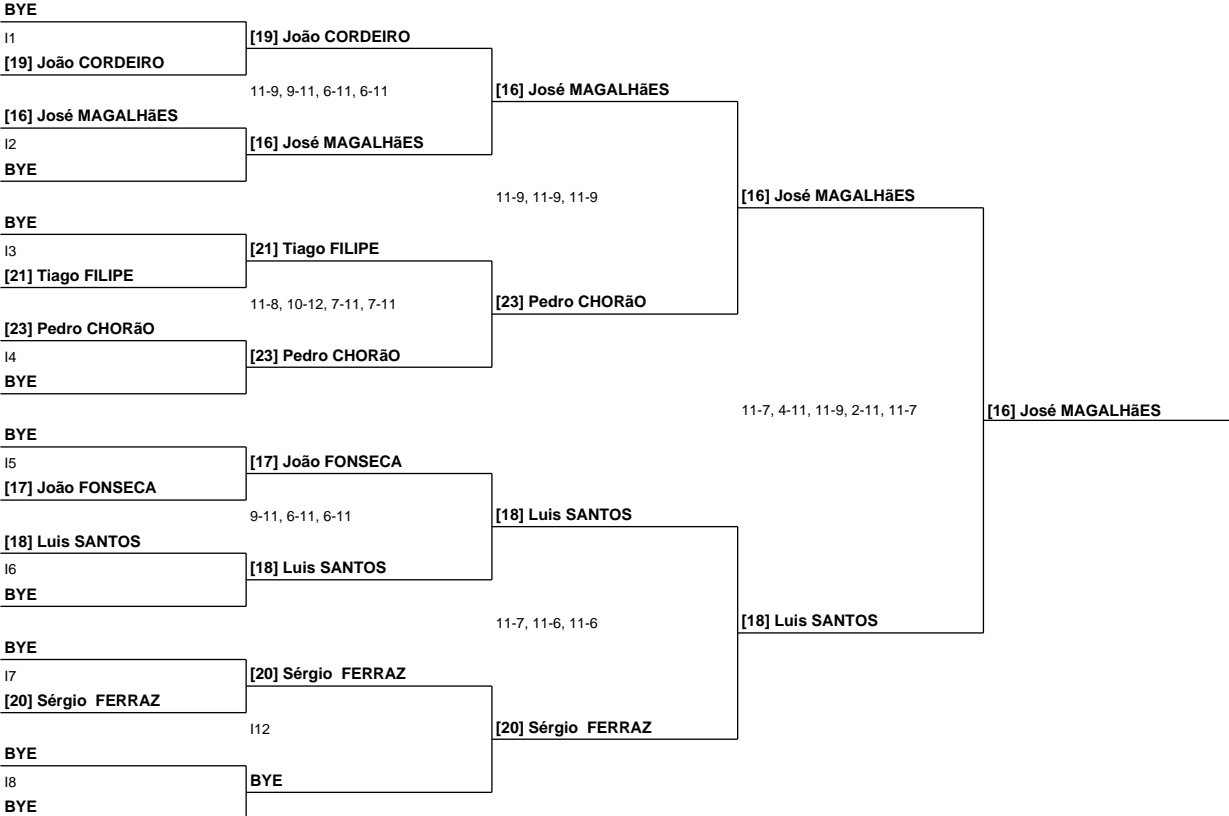 BYE
I1
[19] João CORDEIRO
[19] João CORDEIRO
11-9, 9-11, 6-11, 6-11
[16] José MAGALHãES
[16] José MAGALHãES
I2
[16] José MAGALHãES
BYE
11-9, 11-9, 11-9
[16] José MAGALHãES
BYE
I3
[21] Tiago FILIPE
[21] Tiago FILIPE
11-8, 10-12, 7-11, 7-11
[23] Pedro CHORãO
[23] Pedro CHORãO
I4
[23] Pedro CHORãO
BYE
11-7, 4-11, 11-9, 2-11, 11-7
[16] José MAGALHãES
BYE
I5
[17] João FONSECA
[17] João FONSECA
9-11, 6-11, 6-11
[18] Luis SANTOS
[18] Luis SANTOS
I6
[18] Luis SANTOS
BYE
11-7, 11-6, 11-6
[18] Luis SANTOS
BYE
I7
[20] Sérgio  FERRAZ
[20] Sérgio  FERRAZ
I12
[20] Sérgio  FERRAZ
BYE
I8
BYE
BYE